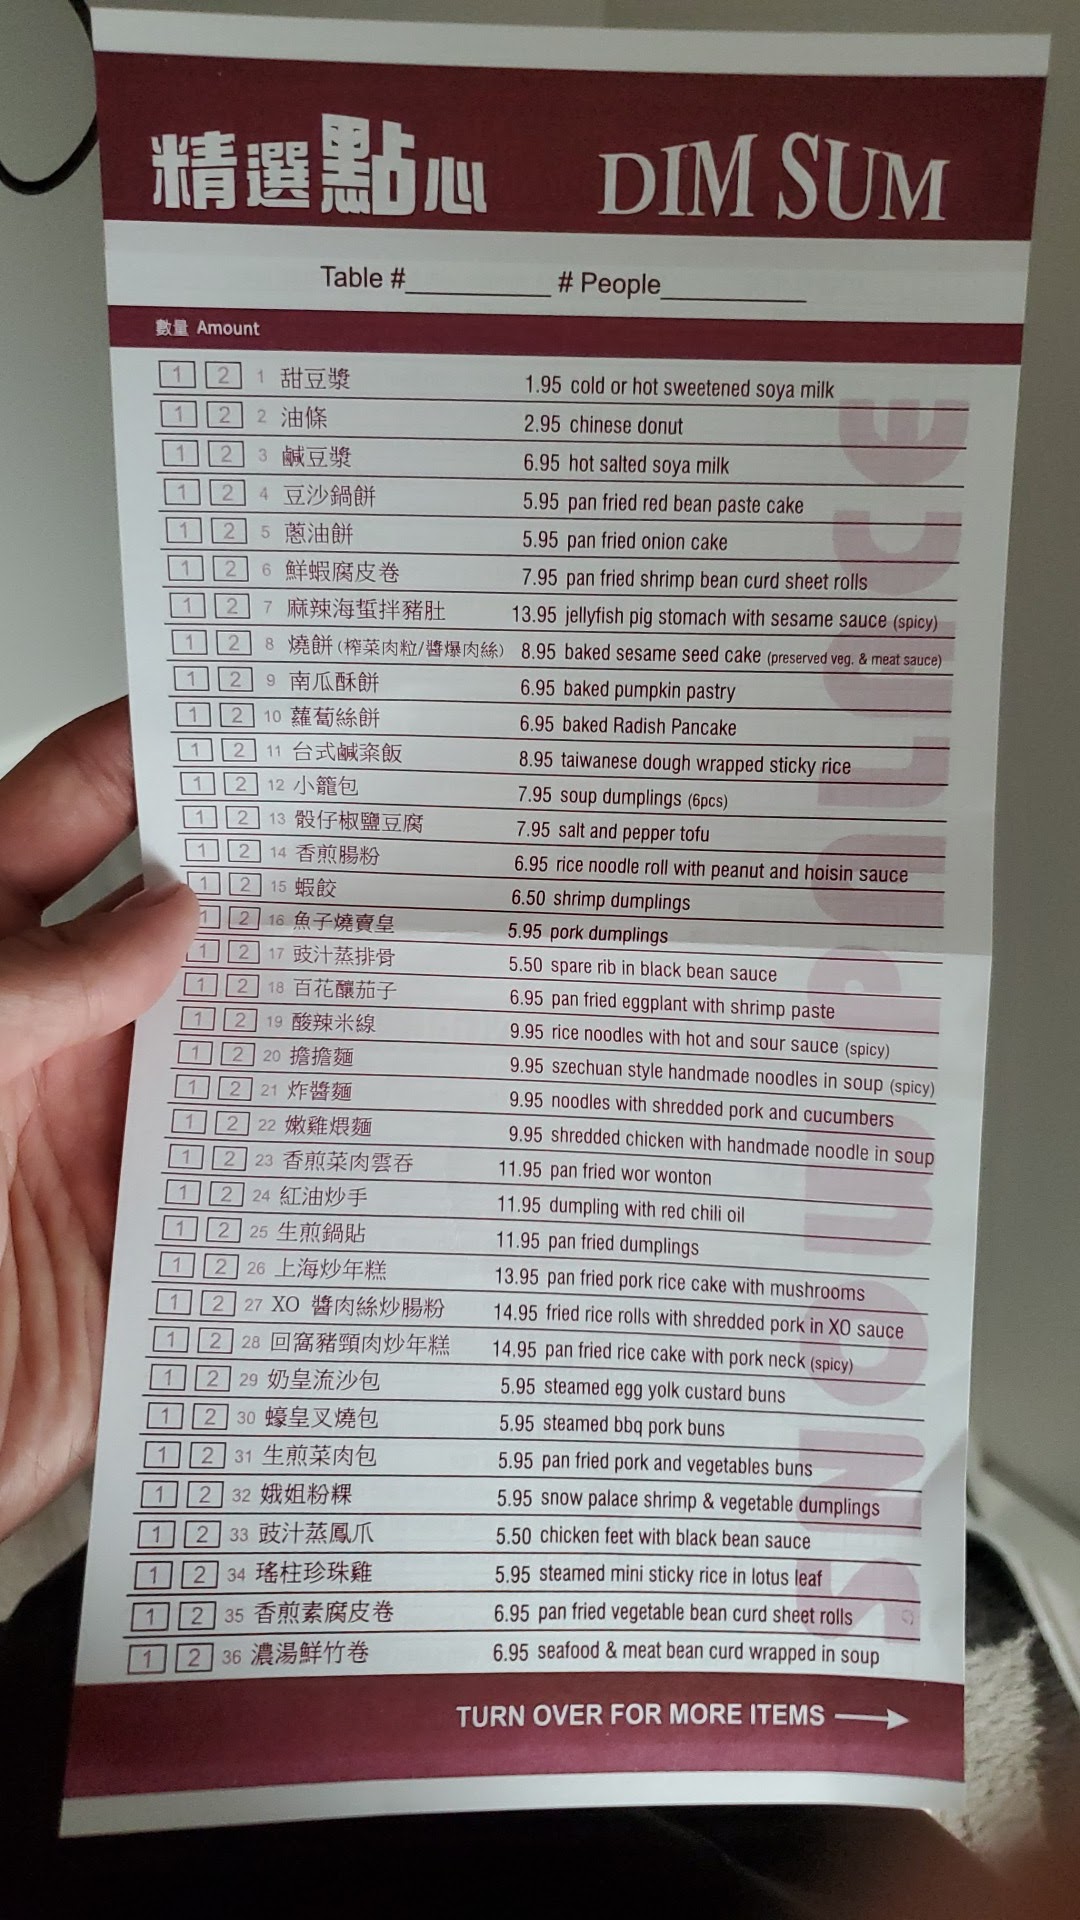 精選點心 DIM SUM
Table #__________ # People__________
數量 Amount
1 2 1 甜豆漿 1.95 cold or hot sweetened soya milk
1 2 2 油條 2.95 chinese donut
1 2 3 鹹豆漿 6.95 hot salted soya milk
1 2 4 豆沙鍋餅 5.95 pan fried red bean paste cake
1 2 5 蔥油餅 5.95 pan fried onion cake
1 2 6 鮮蝦腐皮卷 7.95 pan fried shrimp bean curd sheet rolls
1 2 7 麻辣海蜇拌豬肚 13.95 jellyfish pig stomach with sesame sauce (spicy)
1 2 8 燒餅 (榨菜肉粒/醬爆肉絲) 8.95 baked sesame seed cake (preserved veg. & meat sauce)
1 2 9 南瓜酥餅 6.95 baked pumpkin pastry
1 2 10 蘿蔔絲餅 6.95 baked Radish Pancake
1 2 11 台式鹹粢飯 8.95 taiwanese dough wrapped sticky rice
1 2 12 小籠包 7.95 soup dumplings (6pcs)
1 2 13 骰仔椒鹽豆腐 7.95 salt and pepper tofu
1 2 14 香煎腸粉 6.95 rice noodle roll with peanut and hoisin sauce
1 2 15 蝦餃 6.50 shrimp dumplings
1 2 16 魚子燒賣皇 5.95 pork dumplings
1 2 17 豉汁蒸排骨 5.50 spare rib in black bean sauce
1 2 18 百花釀茄子 6.95 pan fried eggplant with shrimp paste
1 2 19 酸辣米線 9.95 rice noodles with hot and sour sauce (spicy)
1 2 20 擔擔麵 9.95 szechuan style handmade noodles in soup (spicy)
1 2 21 炸醬麵 9.95 noodles with shredded pork and cucumbers
1 2 22 嫩雞煨麵 9.95 shredded chicken with handmade noodle in soup
1 2 23 香煎菜肉雲吞 11.95 pan fried wor wonton
1 2 24 紅油炒手 11.95 dumpling with red chili oil
1 2 25 生煎鍋貼 11.95 pan fried dumplings
1 2 26 上海炒年糕 13.95 pan fried pork rice cake with mushrooms
1 2 27 XO 醬肉絲炒腸粉 14.95 fried rice rolls with shredded pork in XO sauce
1 2 28 回窩豬頸肉炒年糕 14.95 pan fried rice cake with pork neck (spicy)
1 2 29 奶皇流沙包 5.95 steamed egg yolk custard buns
1 2 30 蠔皇叉燒包 5.95 steamed bbq pork buns
1 2 31 生煎菜肉包 5.95 pan fried pork and vegetables buns
1 2 32 娥姐粉粿 5.95 snow palace shrimp & vegetable dumplings
1 2 33 豉汁蒸鳳爪 5.50 chicken feet with black bean sauce
1 2 34 瑤柱珍珠雞 5.95 steamed mini sticky rice in lotus leaf
1 2 35 香煎素腐皮卷 6.95 pan fried vegetable bean curd sheet rolls
1 2 36 濃湯鮮竹卷 6.95 seafood & meat bean curd wrapped in soup
SNOW PALACE
TURN OVER FOR MORE ITEMS